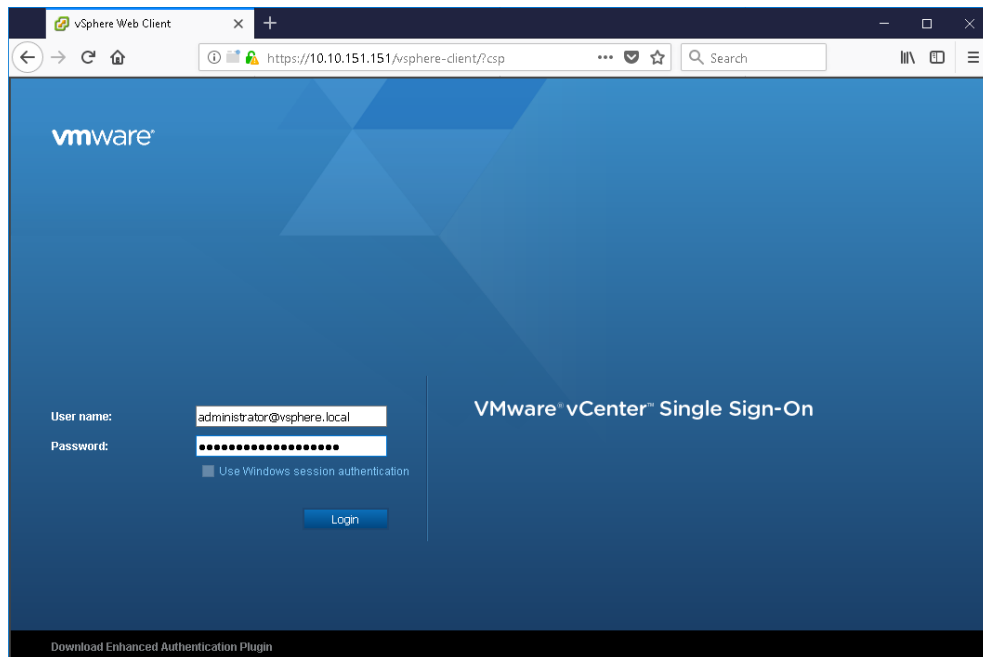 vSphere Web Client
https://10.10.151.151/vsphere-client/?csp
Search
vmware®
User name:
administrator@vsphere.local
VMware® vCenter™ Single Sign-On
Password:
Use Windows session authentication
Login
Download Enhanced Authentication Plugin